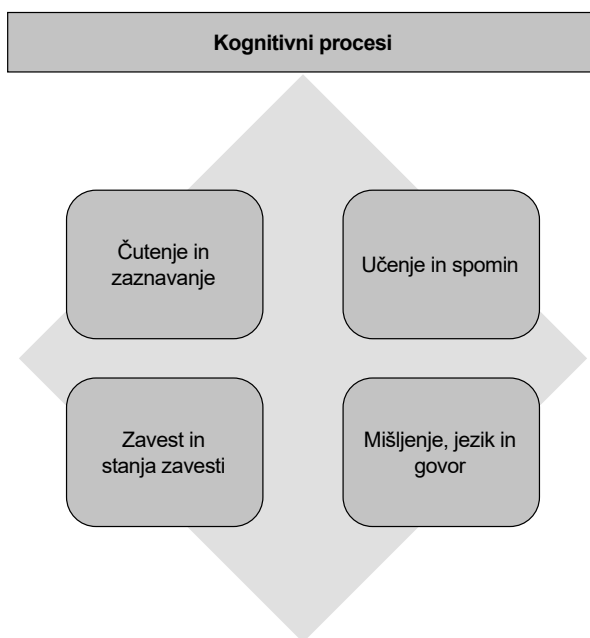 Kognitivni procesi
Čutenje in
zaznavanje
Učenje in spomin
Zavest in
stanja zavesti
Mišljenje, jezik in
govor